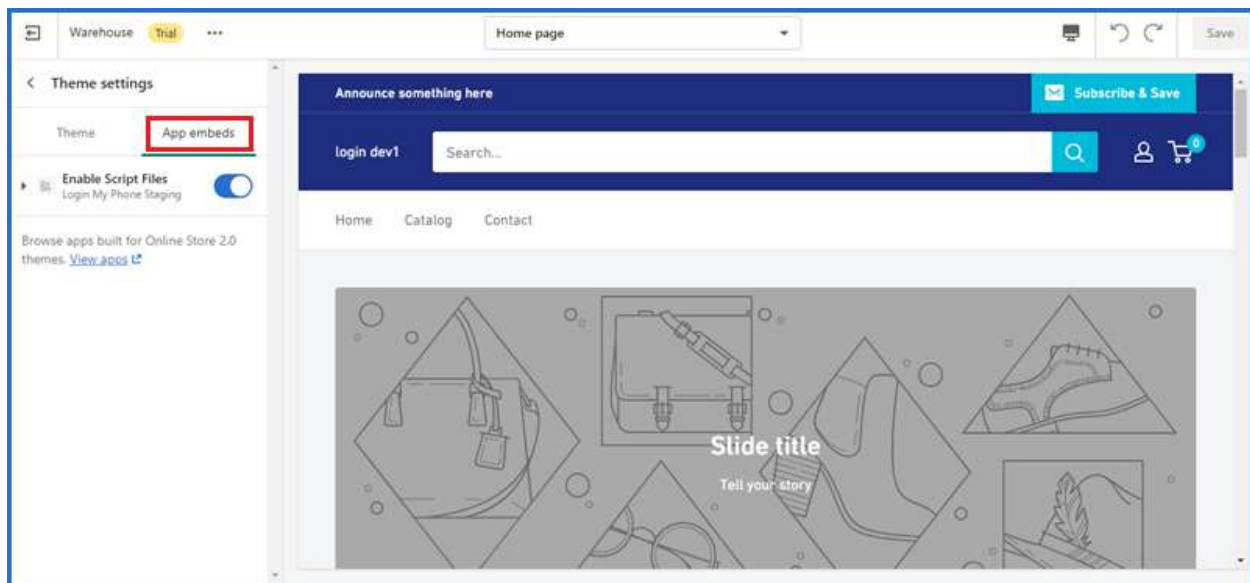 Warehouse Trial ••• Home page Save
Theme settings
Theme App embeds
Enable Script Files
Login My Phone Staging
Browse apps built for Online Store 2.0
themes. View apps
Announce something here Subscribe & Save
login dev1 Search... 0
Home Catalog Contact
Slide title
Tell your story